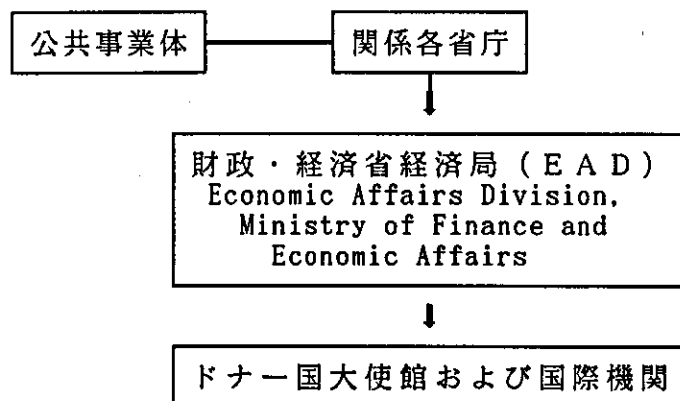 公共事業体
関係各省庁
財政・経済省経済局（ＥＡＤ）
Economic Affairs Division,
Ministry of Finance and
Economic Affairs
ドナー国大使館および国際機関